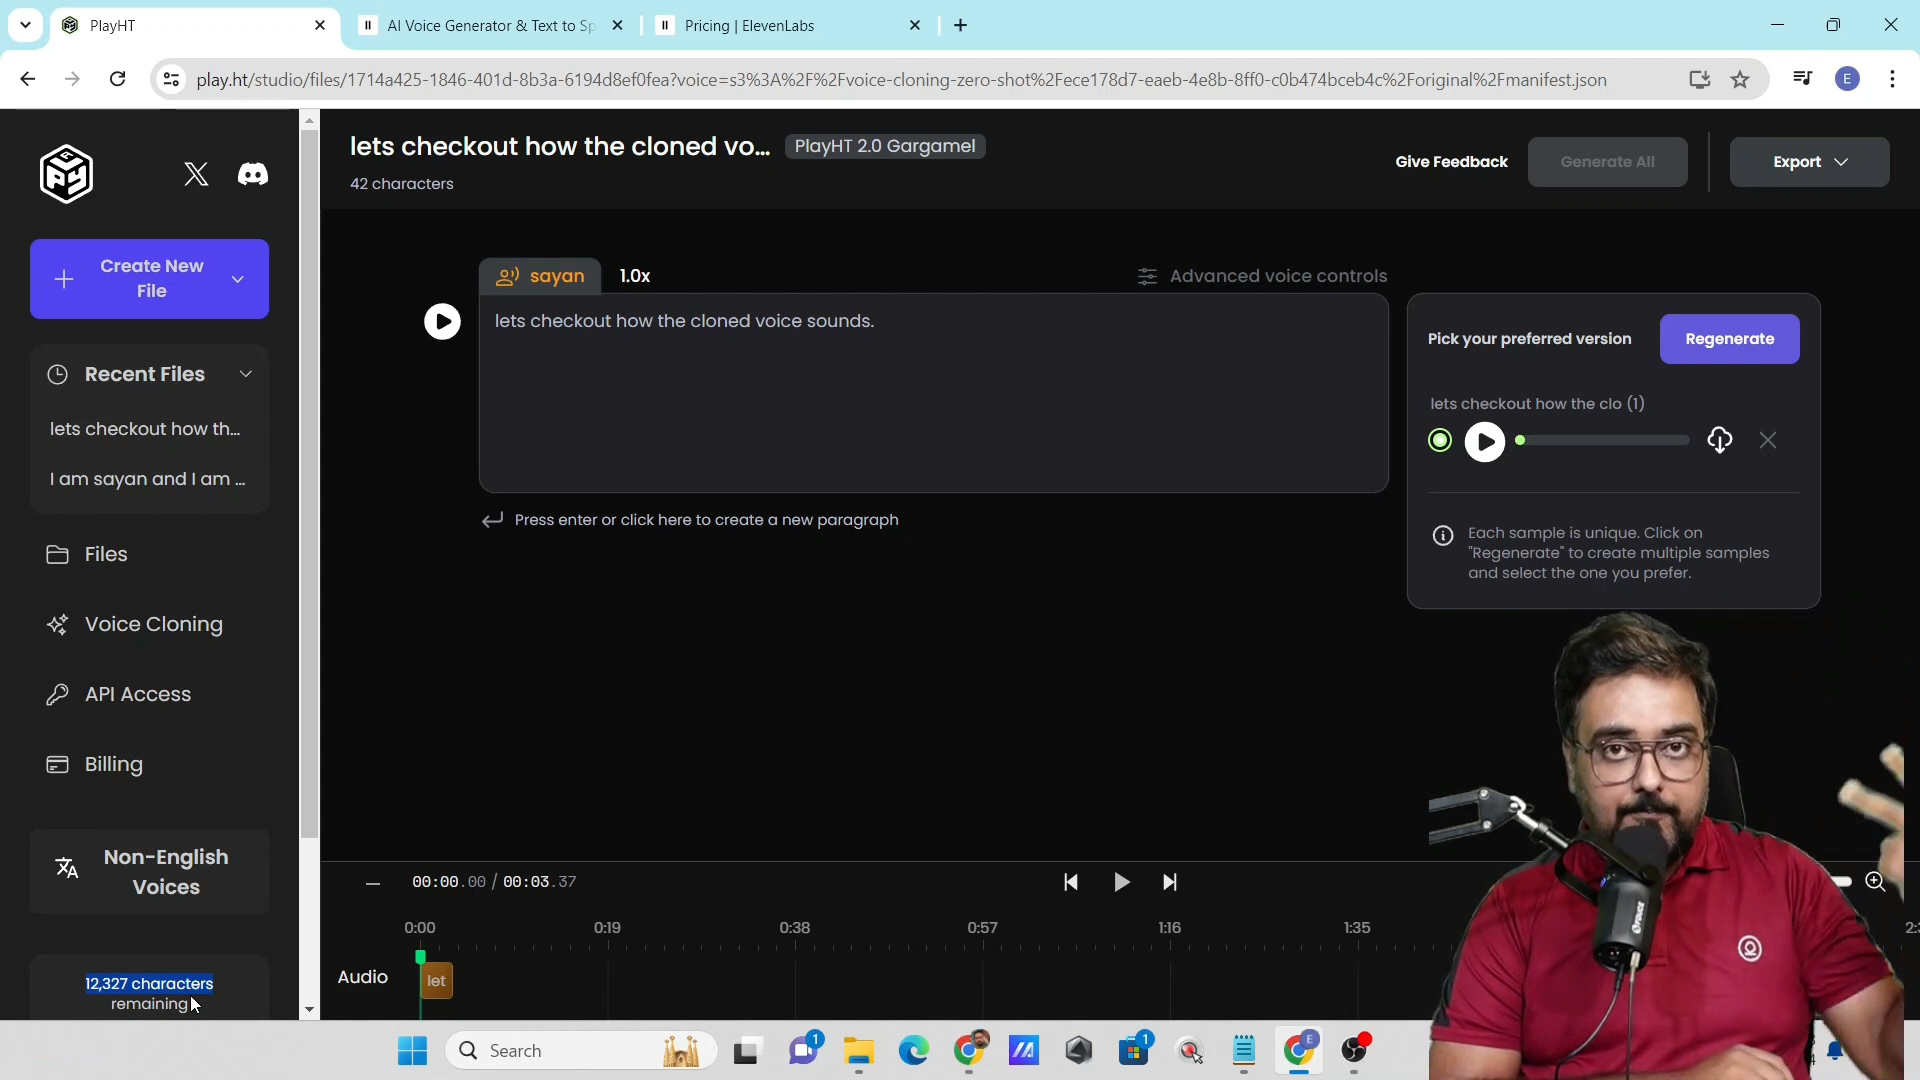 PlayHT
AI Voice Generator & Text to Sp
Pricing | ElevenLabs
play.ht/studio/files/1714a425-1846-401d-8b3a-6194d8ef0fea?voice=s3%3A%2F%2Fvoice-cloning-zero-shot%2Fece178d7-eaeb-4e8b-8ff0-c0b474bceb4c%2Foriginal%2Fmanifest.json
E
lets checkout how the cloned vo...
PlayHT 2.0 Gargamel
42 characters
Give Feedback
Generate All
Export
Create New
File
sayan
1.0x
Advanced voice controls
lets checkout how the cloned voice sounds.
Pick your preferred version
Regenerate
Recent Files
lets checkout how th...
I am sayan and I am ...
lets checkout how the clo (1)
Press enter or click here to create a new paragraph
Each sample is unique. Click on
"Regenerate" to create multiple samples
and select the one you prefer.
Files
Voice Cloning
API Access
Billing
Non-English
Voices
00:00.00 / 00:03.37
0:00
0:19
0:38
0:57
1:16
1:35
Audio
let
12,327 characters
remaining
Search
1
1
E